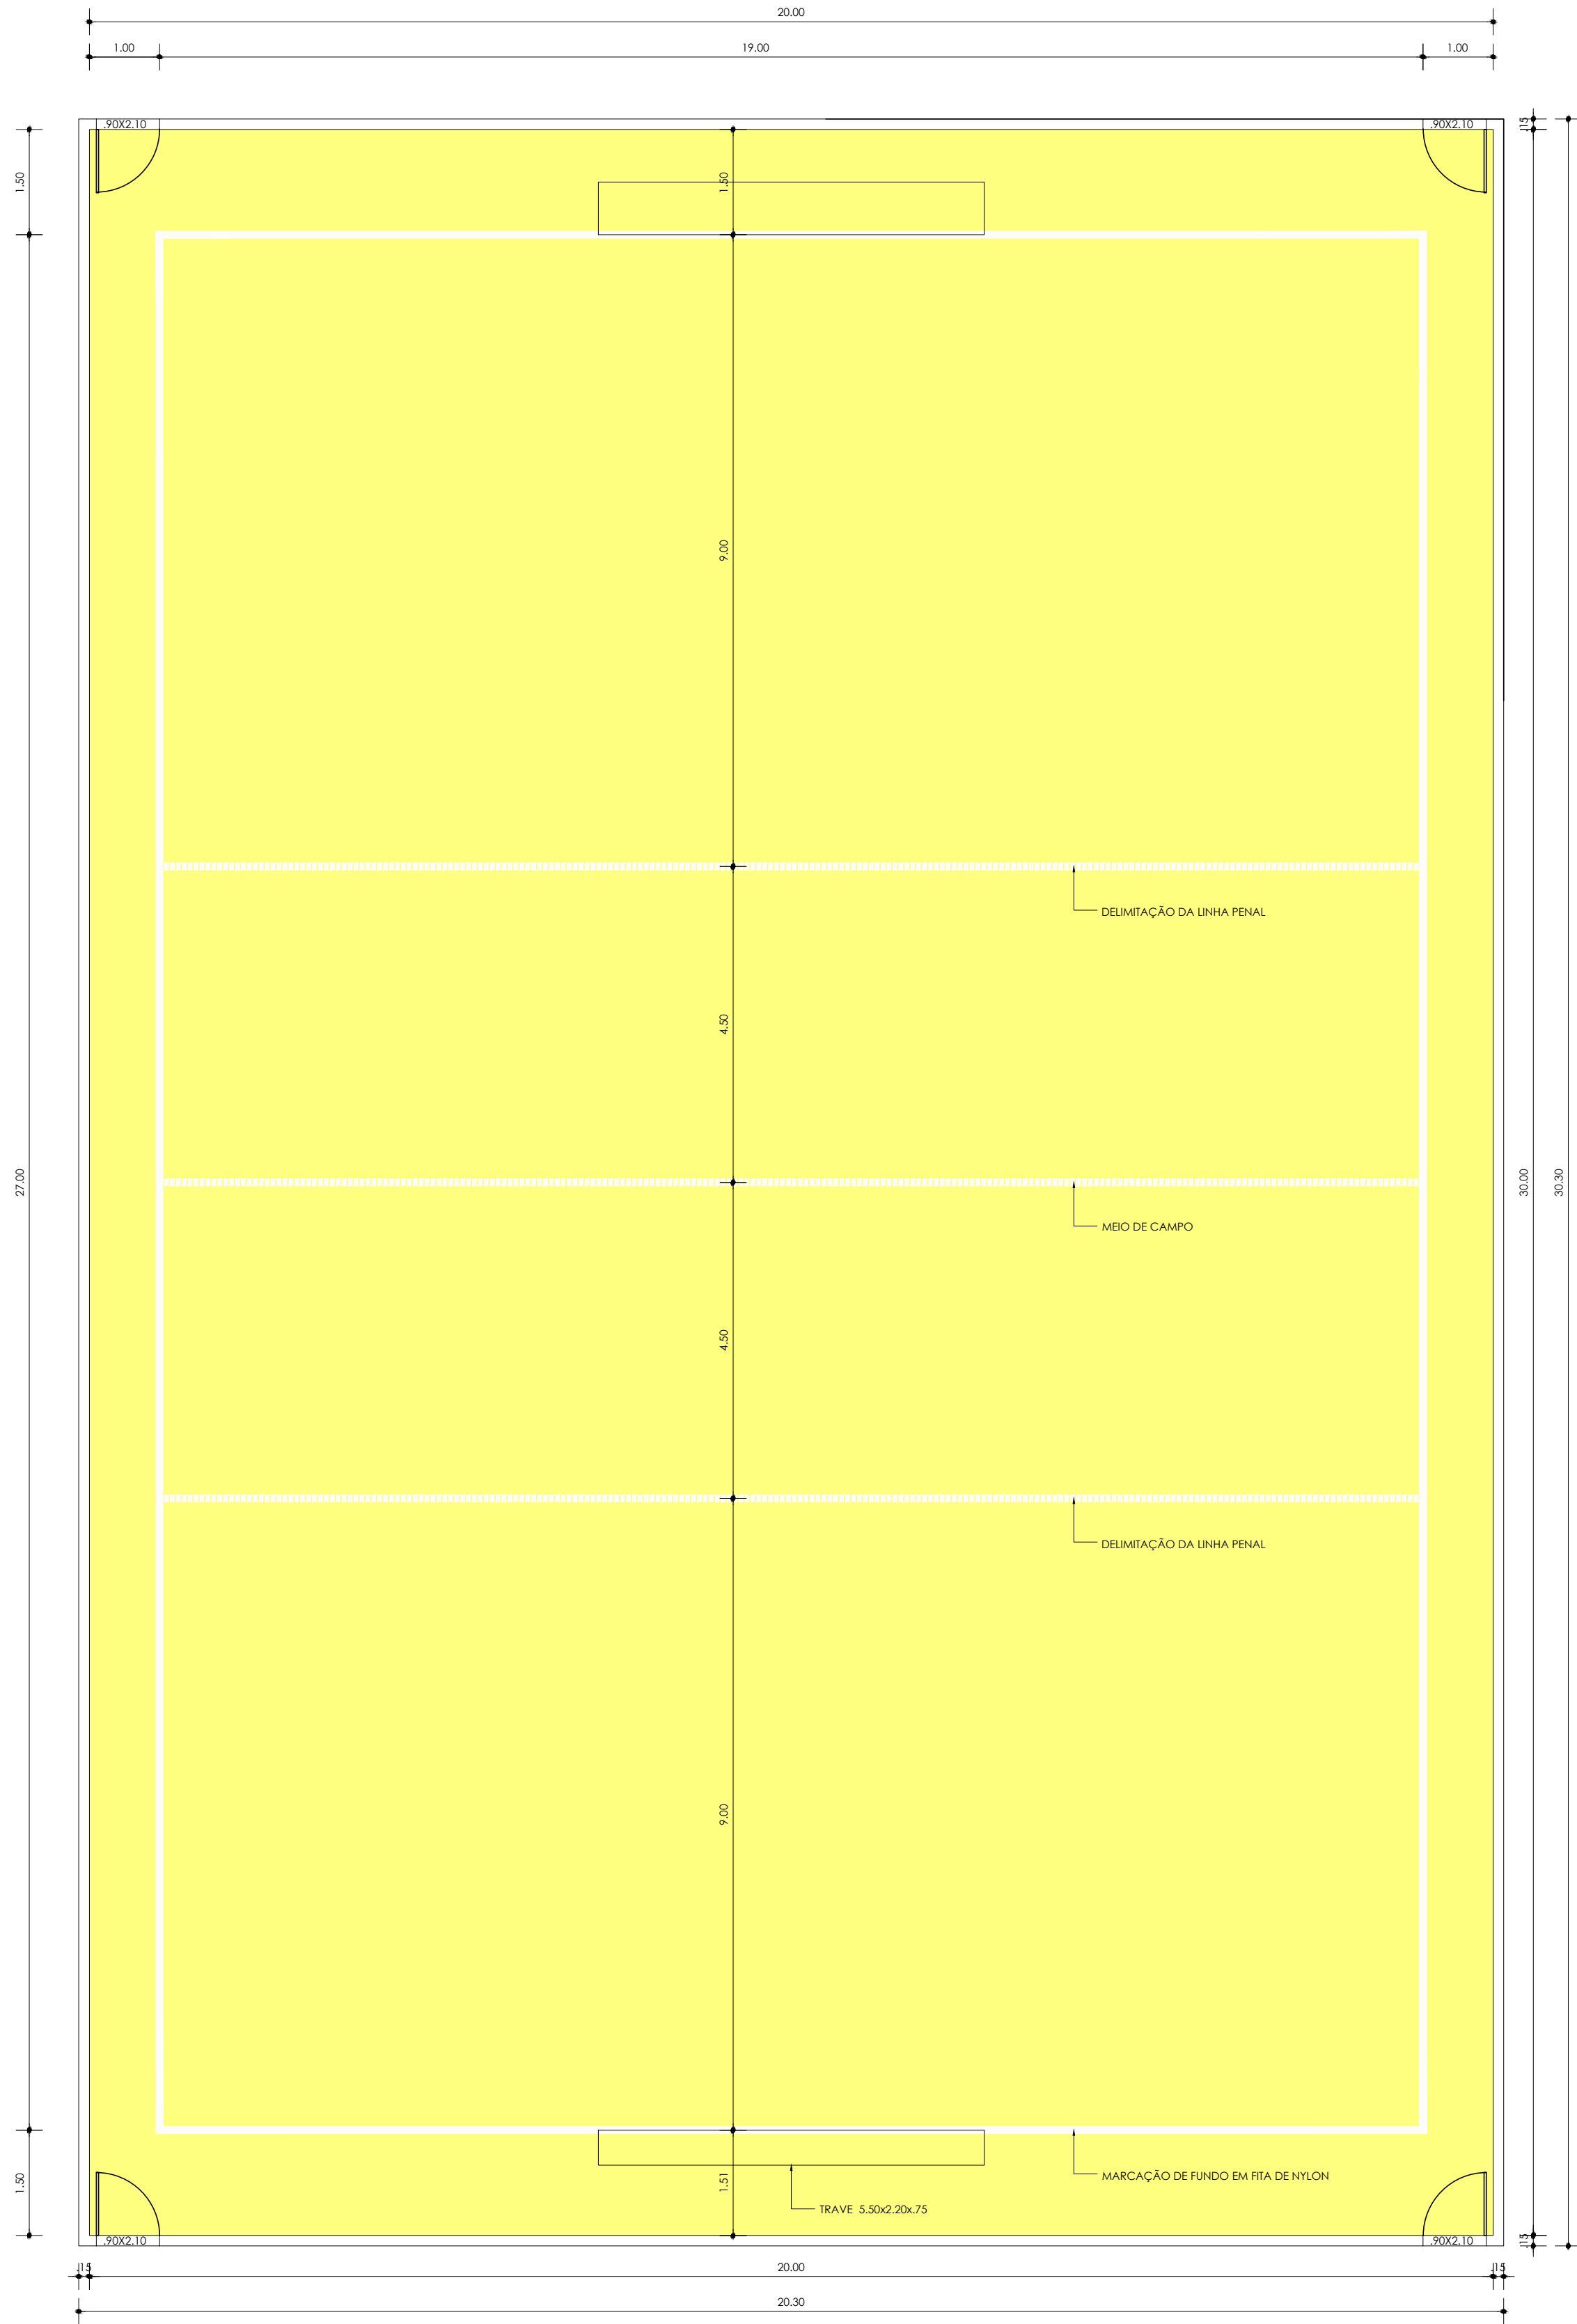 20.00
1.00
19.00
1.00
.90X2.10
.90X2.10
.15
1.50
1.50
9.00
DELIMITAÇÃO DA LINHA PENAL
4.50
27.00
30.00
30.30
MEIO DE CAMPO
4.50
DELIMITAÇÃO DA LINHA PENAL
9.00
MARCAÇÃO DE FUNDO EM FITA DE NYLON
1.50
1.51
TRAVE 5.50x2.20x.75
.90X2.10
.90X2.10
.15
.15
20.00
.15
20.30